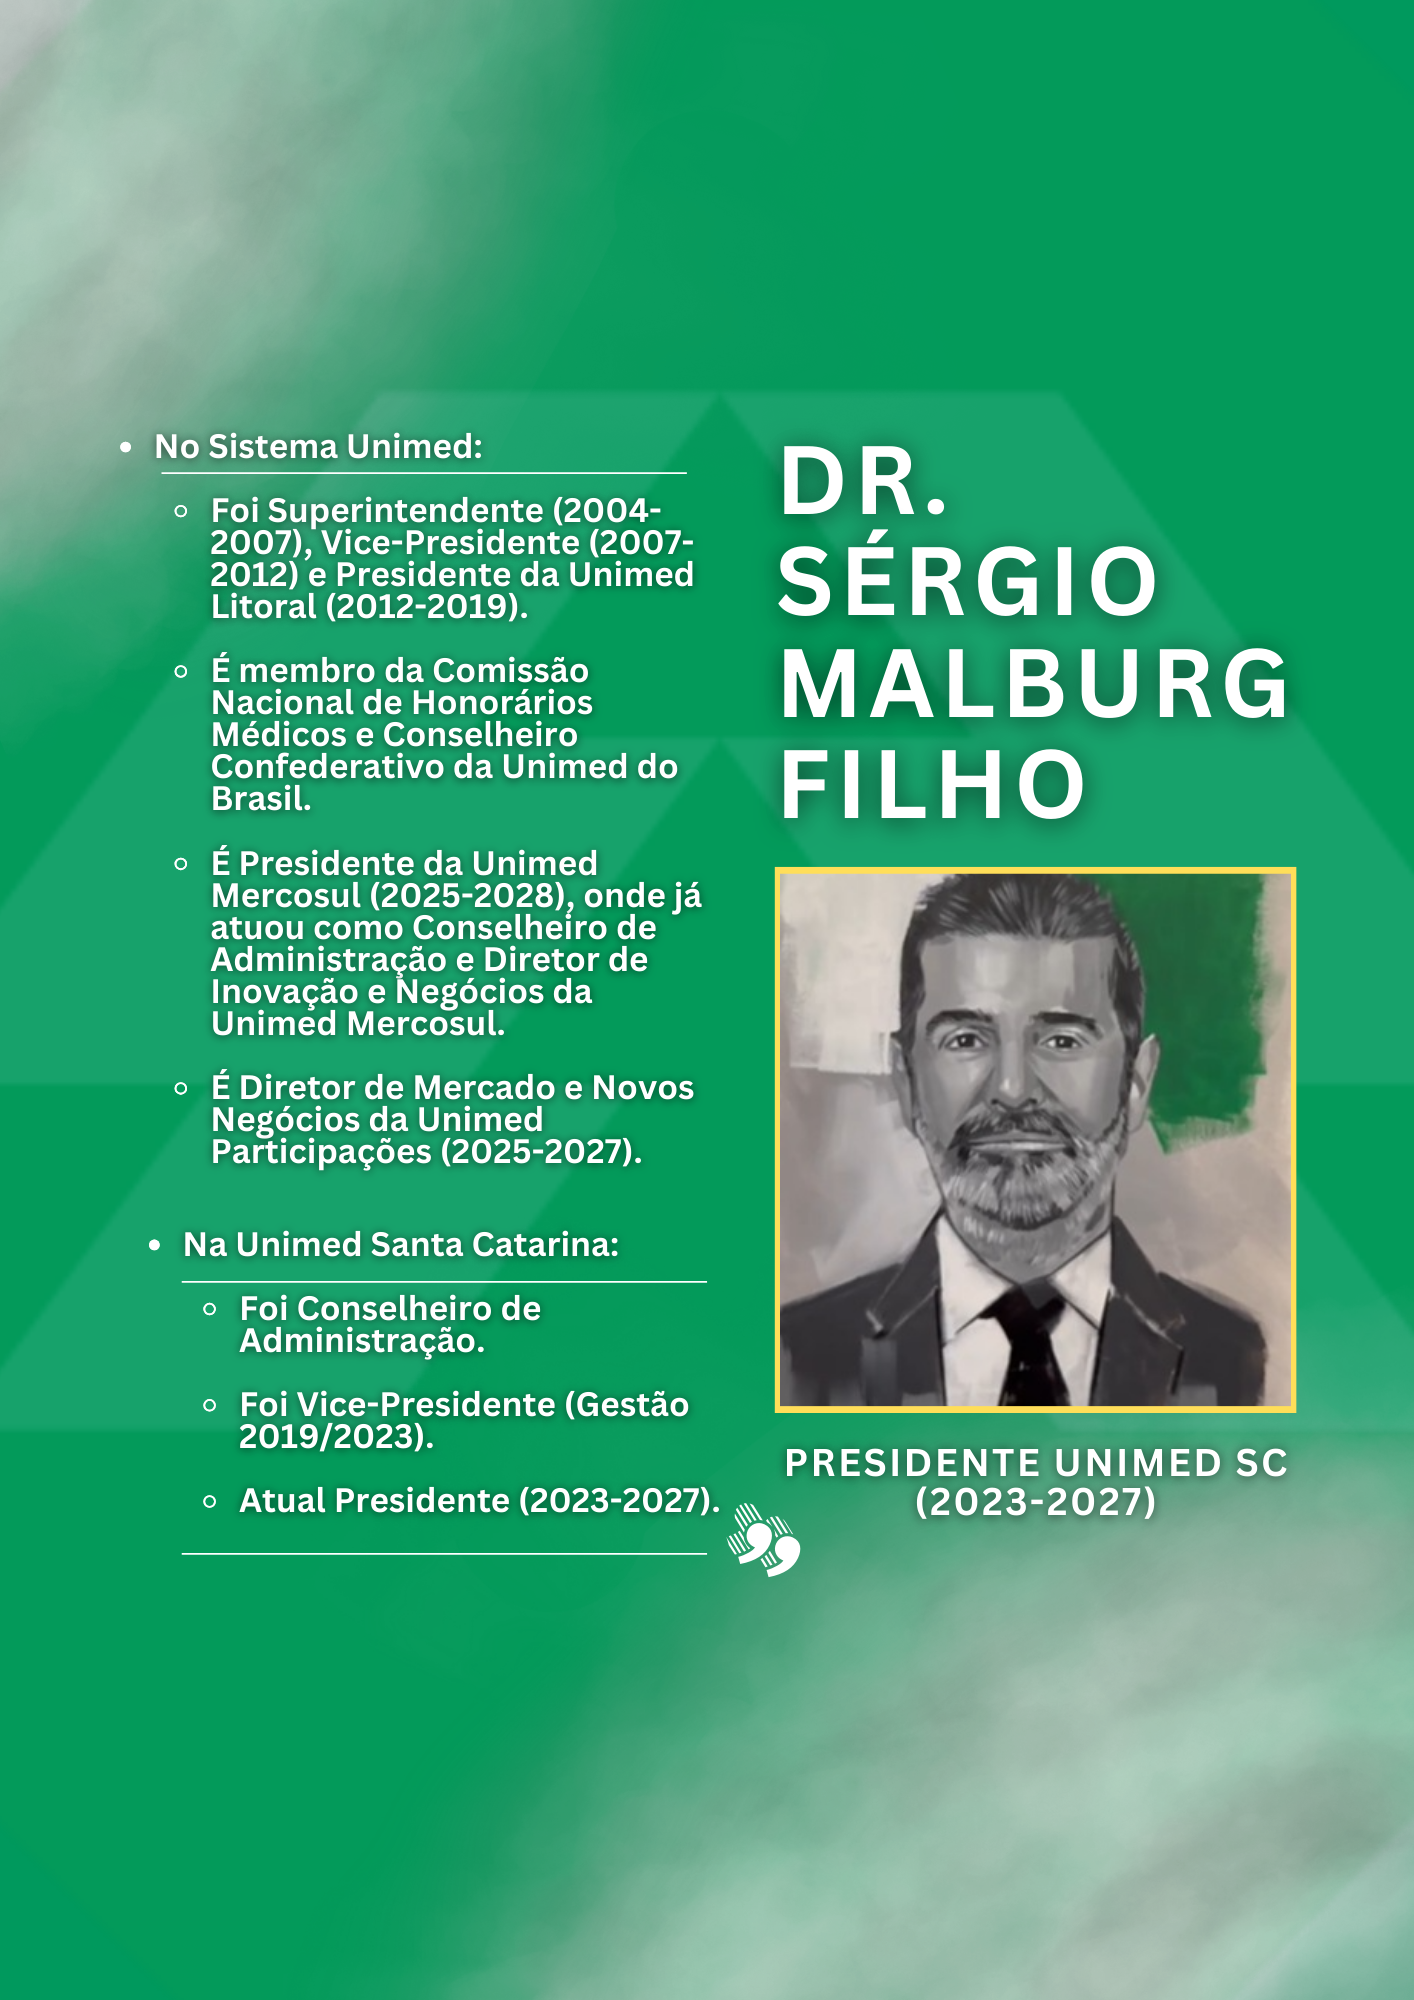 No Sistema Unimed:
Foi Superintendente (2004-
2007), Vice-Presidente (2007-
2012) e Presidente da Unimed
Litoral (2012-2019).
É membro da Comissão
Nacional de Honorários
Médicos e Conselheiro
Confederativo da Unimed do
Brasil.
É Presidente da Unimed
Mercosul (2025-2028), onde já
atuou como Conselheiro de
Administração e Diretor de
Inovação e Negócios da
Unimed Mercosul.
É Diretor de Mercado e Novos
Negócios da Unimed
Participações (2025-2027).
Na Unimed Santa Catarina:
Foi Conselheiro de
Administração.
Foi Vice-Presidente (Gestão
2019/2023).
Atual Presidente (2023-2027).
DR.
SÉRGIO
MALBURG
FILHO
PRESIDENTE UNIMED SC
(2023-2027)